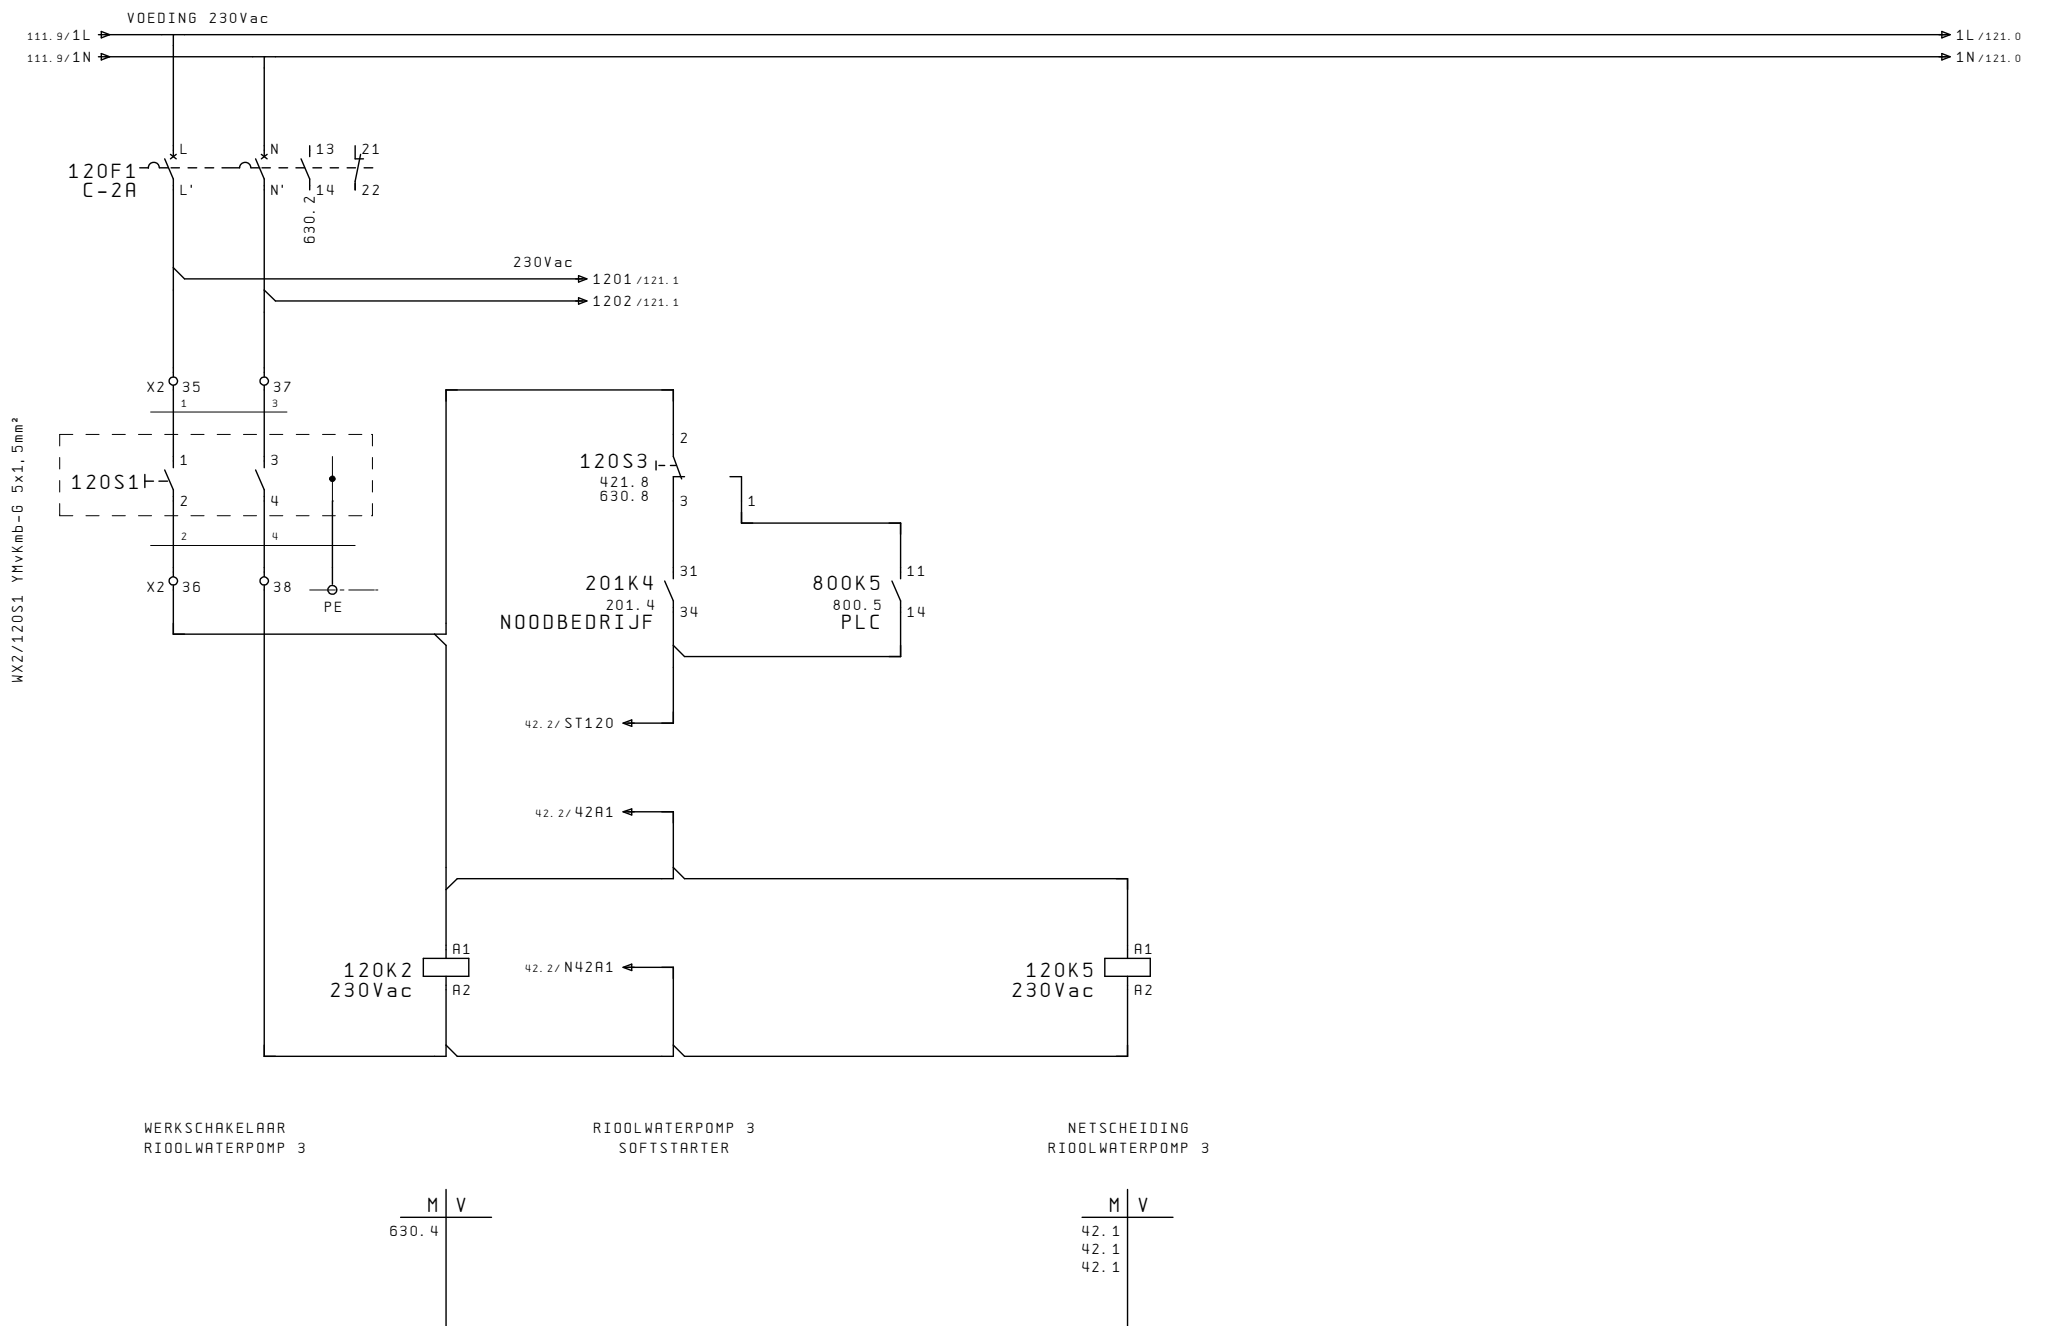 VOEDING 230Vac
111.9/1L
1L/121.0
111.9/1N
1N/121.0
L
N
13
21
120F1
C-2A
L'
N'
14
22
630.2
230Vac
1201/121.1
1202/121.1
X2
35
37
1
3
WX2/120S1 YMvKmb-G 5x1,5mm²
1
3
120S1
2
4
2
4
X2
36
38
PE
2
120S3
421.8
630.8
3
1
31
201K4
201.4
34
NOODBEDRIJF
11
800K5
800.5
14
PLC
42.2/ST120
42.2/42A1
A1
120K2
230Vac
A2
42.2/N42A1
A1
120K5
230Vac
A2
WERKSCHAKELAAR
RIOOLWATERPOMP 3
RIOOLWATERPOMP 3
SOFTSTARTER
NETSCHEIDING
RIOOLWATERPOMP 3
M V
630.4
M V
42.1
42.1
42.1